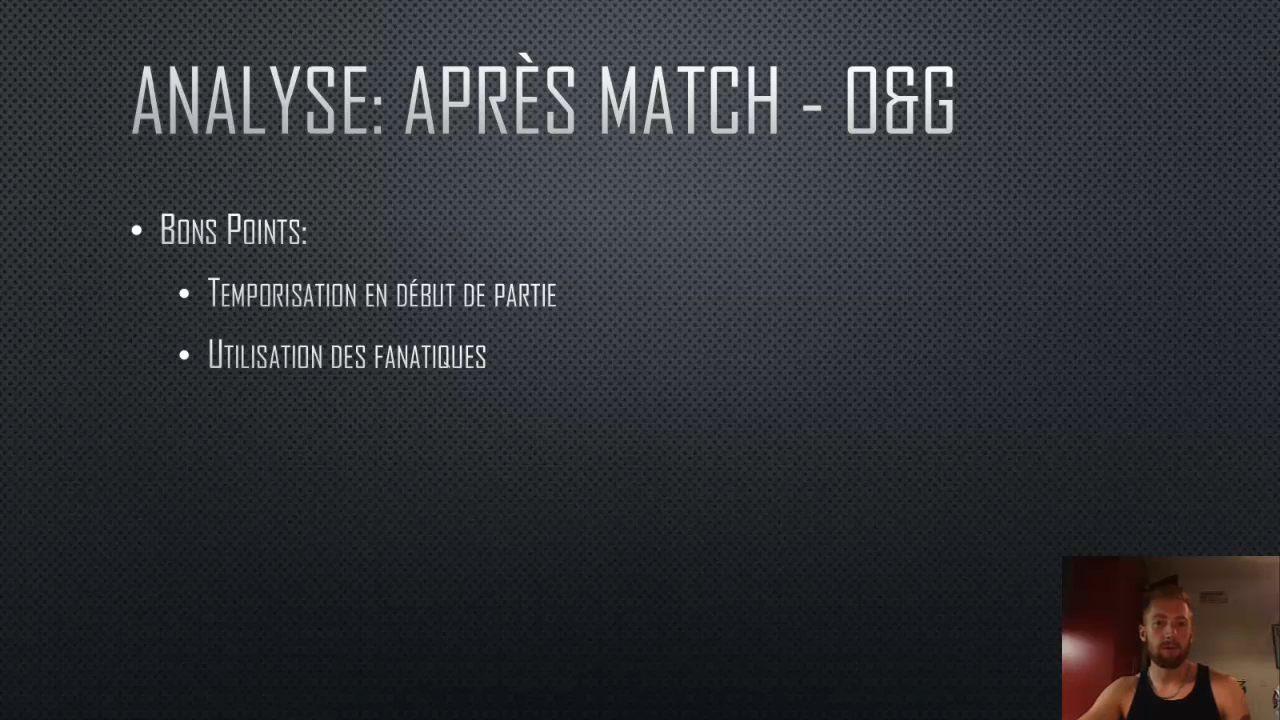 ANALYSE: APRÈS MATCH - O&G
• BONS POINTS:
• TEMPORISATION EN DÉBUT DE PARTIE
• UTILISATION DES FANATIQUES